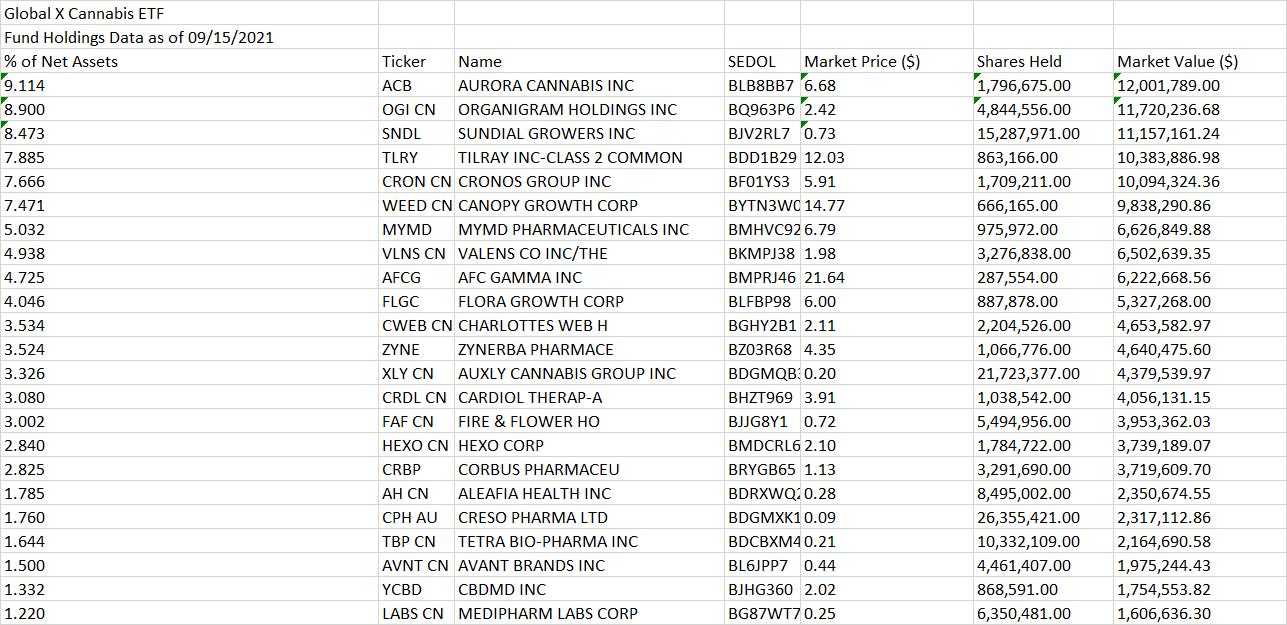 Global X Cannabis ETF
Fund Holdings Data as of 09/15/2021
% of Net Assets Ticker Name SEDOL Market Price ($) Shares Held Market Value ($)
9.114 ACB AURORA CANNABIS INC BLB8BB7 6.68 1,796,675.00 12,001,789.00
8.900 OGI CN ORGANIGRAM HOLDINGS INC BQ963P6 2.42 4,844,556.00 11,720,236.68
8.473 SNDL SUNDIAL GROWERS INC BJV2RL7 0.73 15,287,971.00 11,157,161.24
7.885 TLRY TILRAY INC-CLASS 2 COMMON BDD1B29 12.03 863,166.00 10,383,886.98
7.666 CRON CN CRONOS GROUP INC BF01YS3 5.91 1,709,211.00 10,094,324.36
7.471 WEED CN CANOPY GROWTH CORP BYTN3W0 14.77 666,165.00 9,838,290.86
5.032 MYMD MYMD PHARMACEUTICALS INC BMHVC92 6.79 975,972.00 6,626,849.88
4.938 VLNS CN VALENS CO INC/THE BKMPJ38 1.98 3,276,838.00 6,502,639.35
4.725 AFCG AFC GAMMA INC BMPRJ46 21.64 287,554.00 6,222,668.56
4.046 FLGC FLORA GROWTH CORP BLFBP98 6.00 887,878.00 5,327,268.00
3.534 CWEB CN CHARLOTTES WEB H BGHY2B1 2.11 2,204,526.00 4,653,582.97
3.524 ZYNE ZYNERBA PHARMACE BZ03R68 4.35 1,066,776.00 4,640,475.60
3.326 XLY CN AUXLY CANNABIS GROUP INC 0.20 21,723,377.00 4,379,539.97
3.080 CRDL CN CARDIOL THERAP-A BHZT969 3.91 1,038,542.00 4,056,131.15
3.002 FAF CN FIRE & FLOWER HO BJJG8Y1 0.72 5,494,956.00 3,953,362.03
2.840 HEXO CN HEXO CORP BMDCRL6 2.10 1,784,722.00 3,739,189.07
2.825 CRBP CORBUS PHARMACEU BRYGB65 1.13 3,291,690.00 3,719,609.70
1.785 AH CN ALEAFIA HEALTH INC 0.28 8,495,002.00 2,350,674.55
1.760 CPH AU CRESO PHARMA LTD BDGMXK1 0.09 26,355,421.00 2,317,112.86
1.644 TBP CN TETRA BIO-PHARMA INC BDCBXM4 0.21 10,332,109.00 2,164,690.58
1.500 AVNT CN AVANT BRANDS INC BL6JPP7 0.44 4,461,407.00 1,975,244.43
1.332 YCBD CBDMD INC BJHG360 2.02 868,591.00 1,754,553.82
1.220 LABS CN MEDIPHARM LABS CORP BG87WT7 0.25 6,350,481.00 1,606,636.30